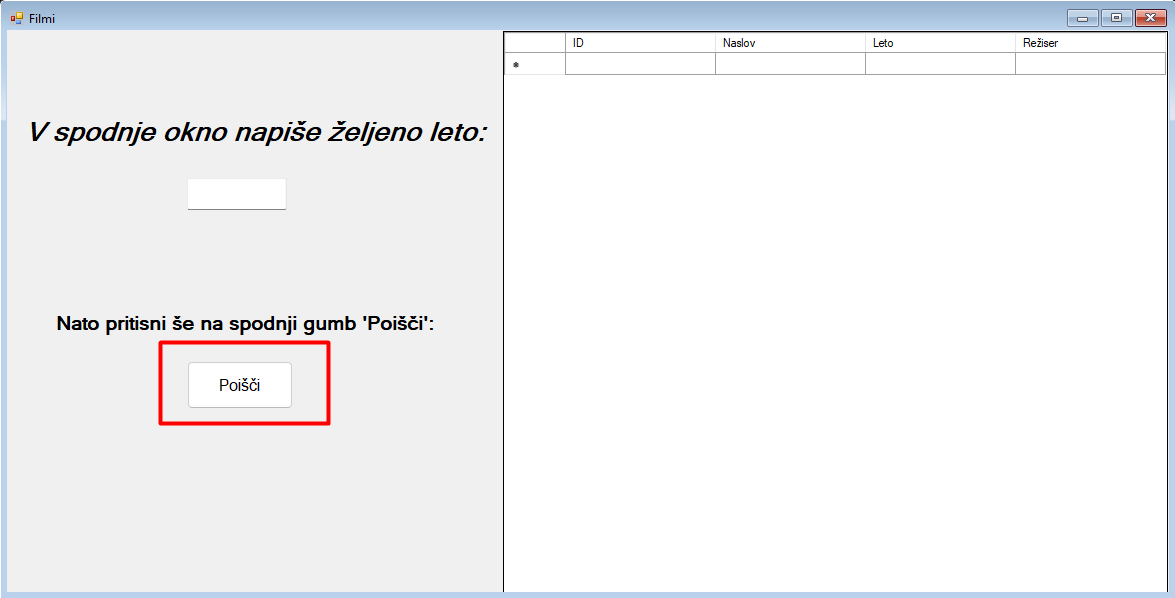 Filmi
V spodnje okno napiše željeno leto:
Nato pritisni še na spodnji gumb 'Poišči':
Poišči
ID Naslov Leto Režiser
*